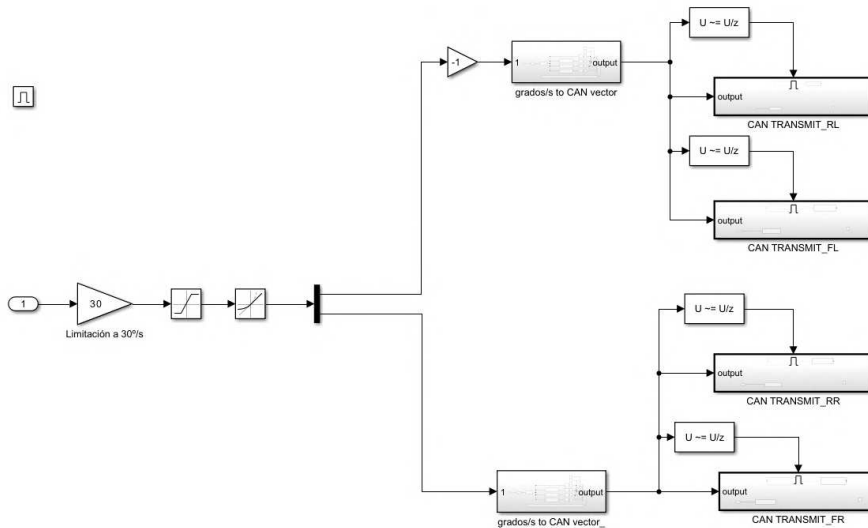 U ~= U/z
-1
1
output
grados/s to CAN vector
output
CAN TRANSMIT_RL
U ~= U/z
output
CAN TRANSMIT_FL
1
30
Limitación a 30º/s
U ~= U/z
output
CAN TRANSMIT_RR
U ~= U/z
1
output
grados/s to CAN vector_
output
CAN TRANSMIT_FR